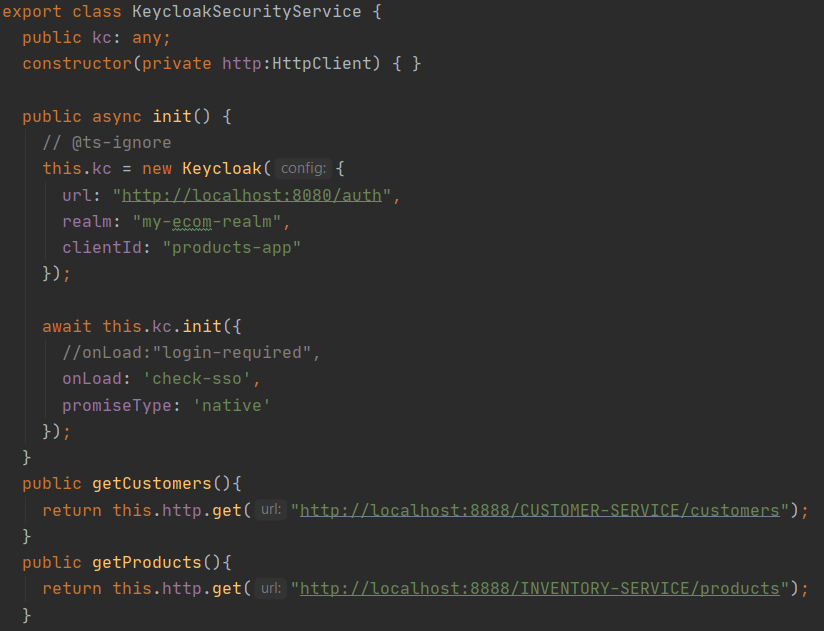 export class KeycloakSecurityService {
  public kc: any;
  constructor(private http:HttpClient) { }

  public async init() {
    // @ts-ignore
    this.kc = new Keycloak( config: {
      url: "http://localhost:8080/auth",
      realm: "my-ecom-realm",
      clientId: "products-app"
    });

    await this.kc.init({
      //onLoad:"login-required",
      onLoad: 'check-sso',
      promiseType: 'native'
    });
  }
  public getCustomers(){
    return this.http.get( url: "http://localhost:8888/CUSTOMER-SERVICE/customers");
  }
  public getProducts(){
    return this.http.get( url: "http://localhost:8888/INVENTORY-SERVICE/products");
  }